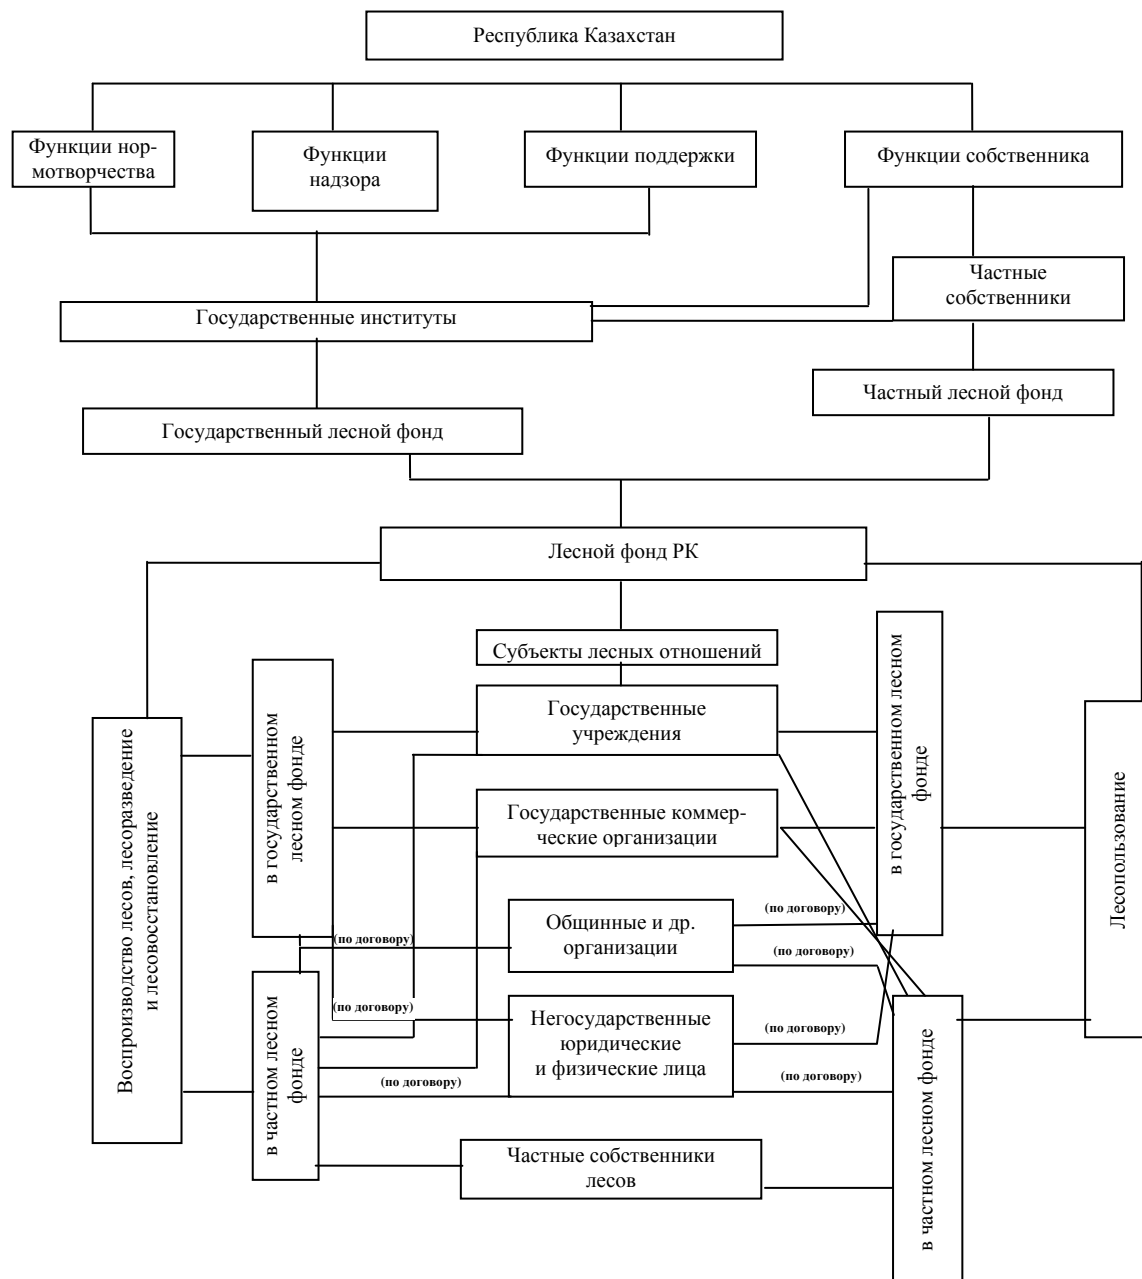 Республика Казахстан
Функции нор-
мотворчества
Функции
надзора
Функции поддержки
Функции собственника
Частные
собственники
Государственные институты
Частный лесной фонд
Государственный лесной фонд
Лесной фонд РК
Субъекты лесных отношений
Воспроизводство лесов, лесоразведение
и лесовостановление
в государственном
лесном фонде
в частном лесном
фонде
Государственные
учреждения
Государственные коммер-
ческие организации
Общинные и др.
организации
Негосударственные
юридические
и физические лица
Частные собственники
лесов
(по договору)
(по договору)
(по договору)
(по договору)
(по договору)
(по договору)
(по договору)
в государственном лесном
фонде
в частном лесном фонде
Лесопользование